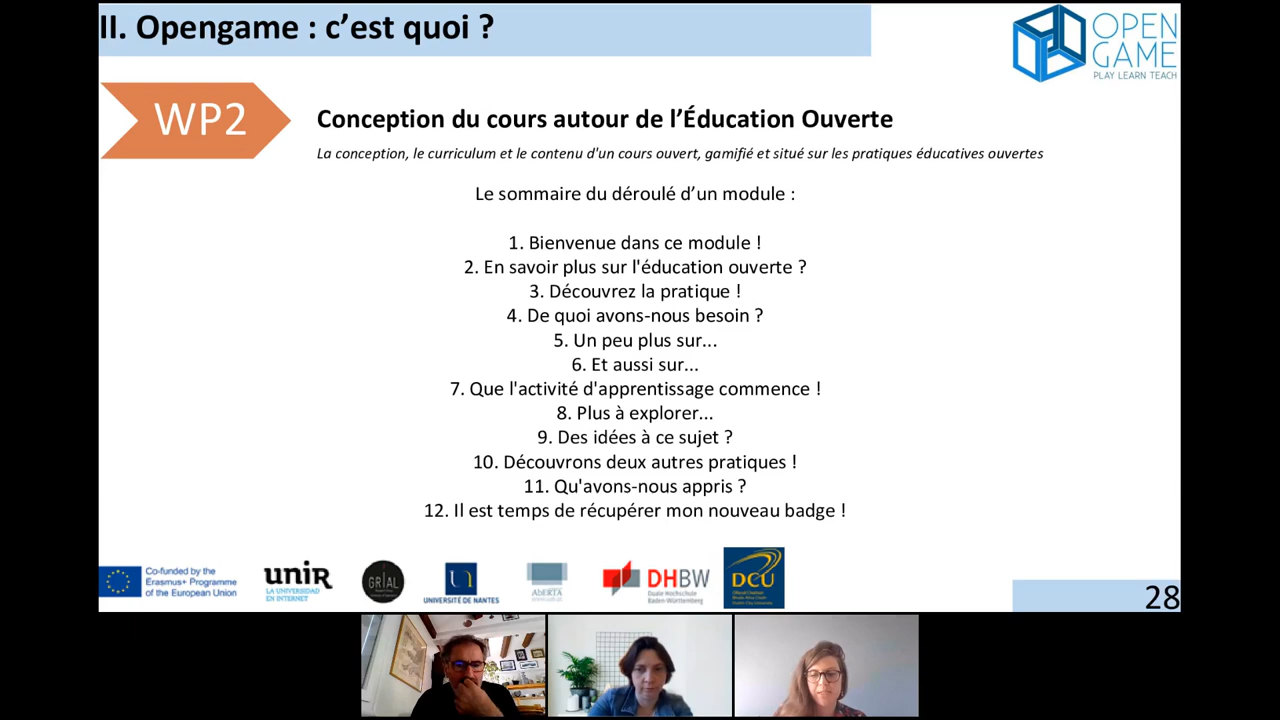 II. Opengame : c’est quoi ?
OPEN
GAME
PLAY LEARN TEACH
WP2
Conception du cours autour de l’Éducation Ouverte
La conception, le curriculum et le contenu d'un cours ouvert, gamifié et situé sur les pratiques éducatives ouvertes
Le sommaire du déroulé d’un module :
1. Bienvenue dans ce module !
2. En savoir plus sur l'éducation ouverte ?
3. Découvrez la pratique !
4. De quoi avons-nous besoin ?
5. Un peu plus sur...
6. Et aussi sur...
7. Que l'activité d'apprentissage commence !
8. Plus à explorer...
9. Des idées à ce sujet ?
10. Découvrons deux autres pratiques !
11. Qu'avons-nous appris ?
12. Il est temps de récupérer mon nouveau badge !
Co-funded by the
Erasmus+ Programme
of the European Union
unir
LA UNIVERSIDAD
EN INTERNET
GRIAL
UNIVERSITÉ DE NANTES
AbERTA
DHBW
Duale Hochschule
Baden-Württemberg
DCU
28